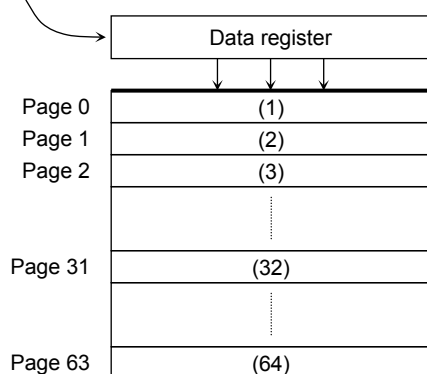 Data register
Page 0 (1)
Page 1 (2)
Page 2 (3)
Page 31 (32)
Page 63 (64)